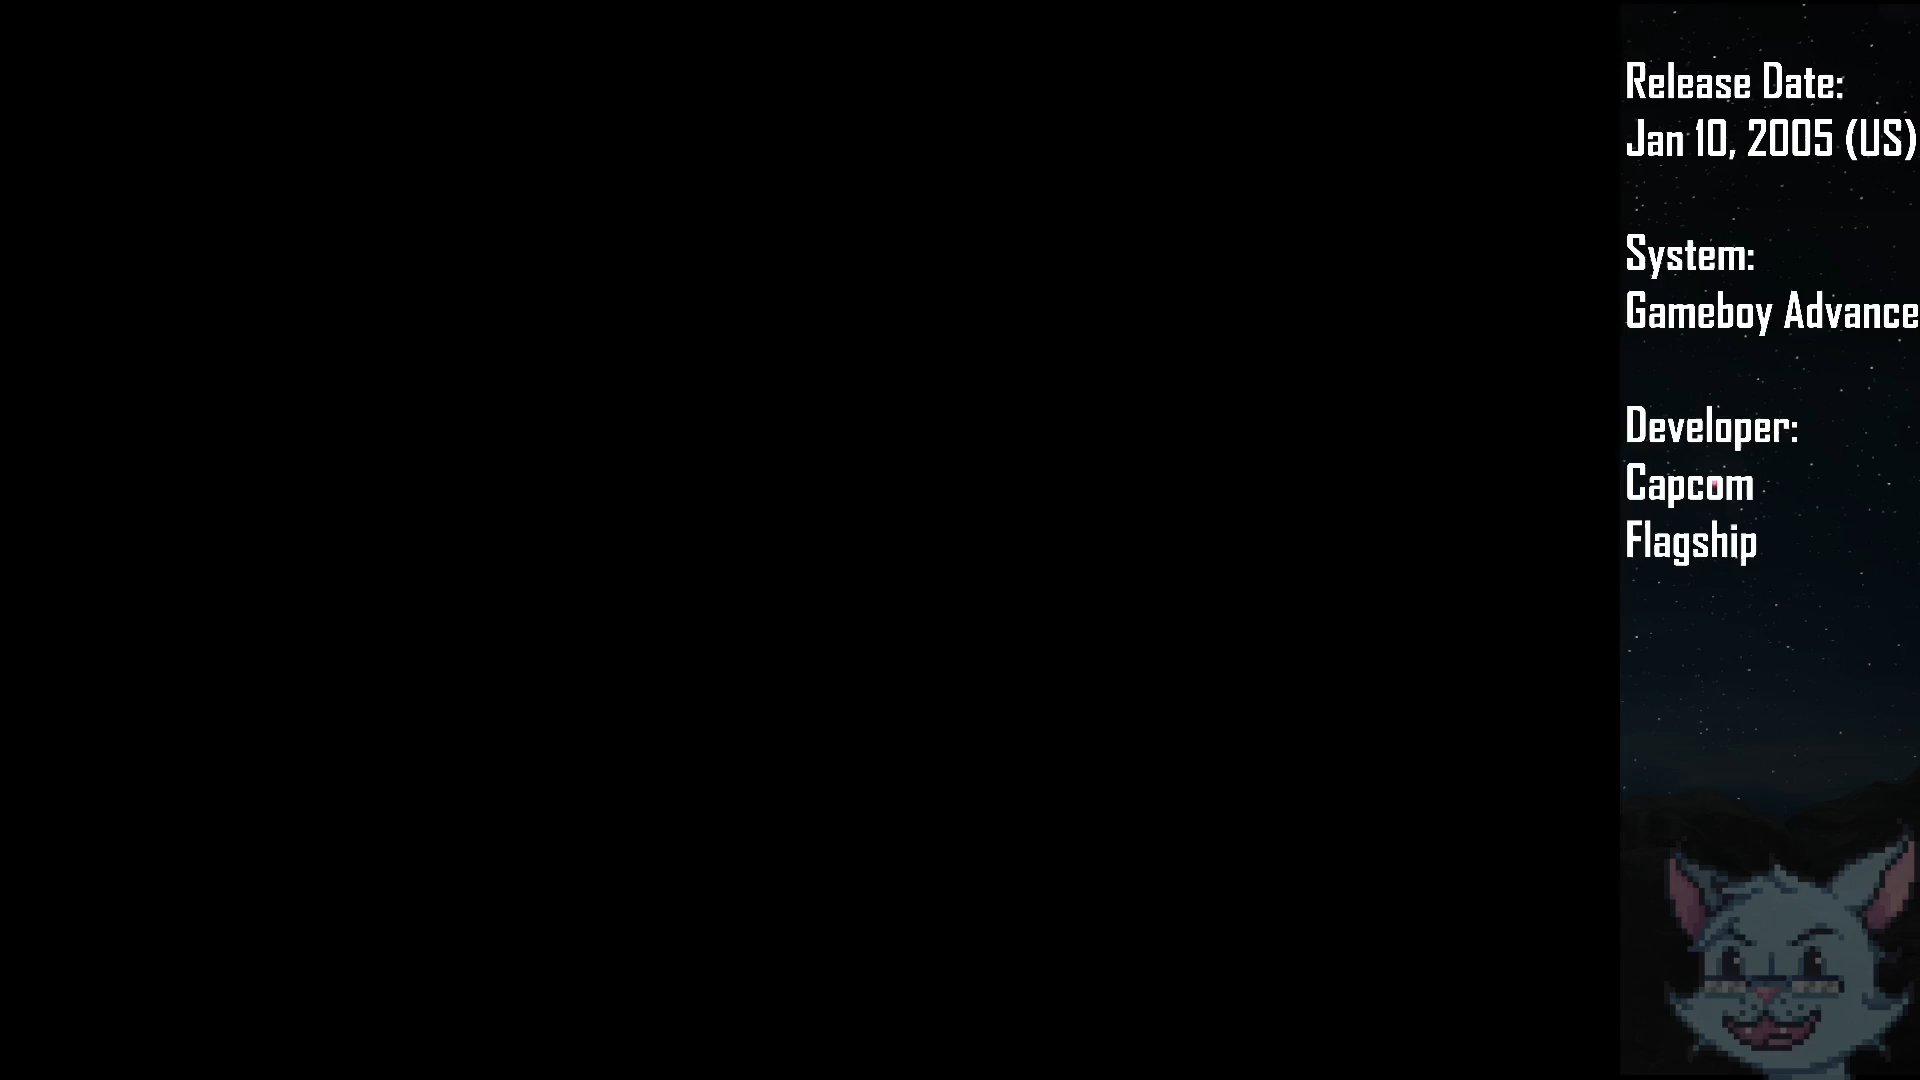 Release Date:
Jan 10, 2005 (US)
System:
Gameboy Advance
Developer:
Capcom
Flagship